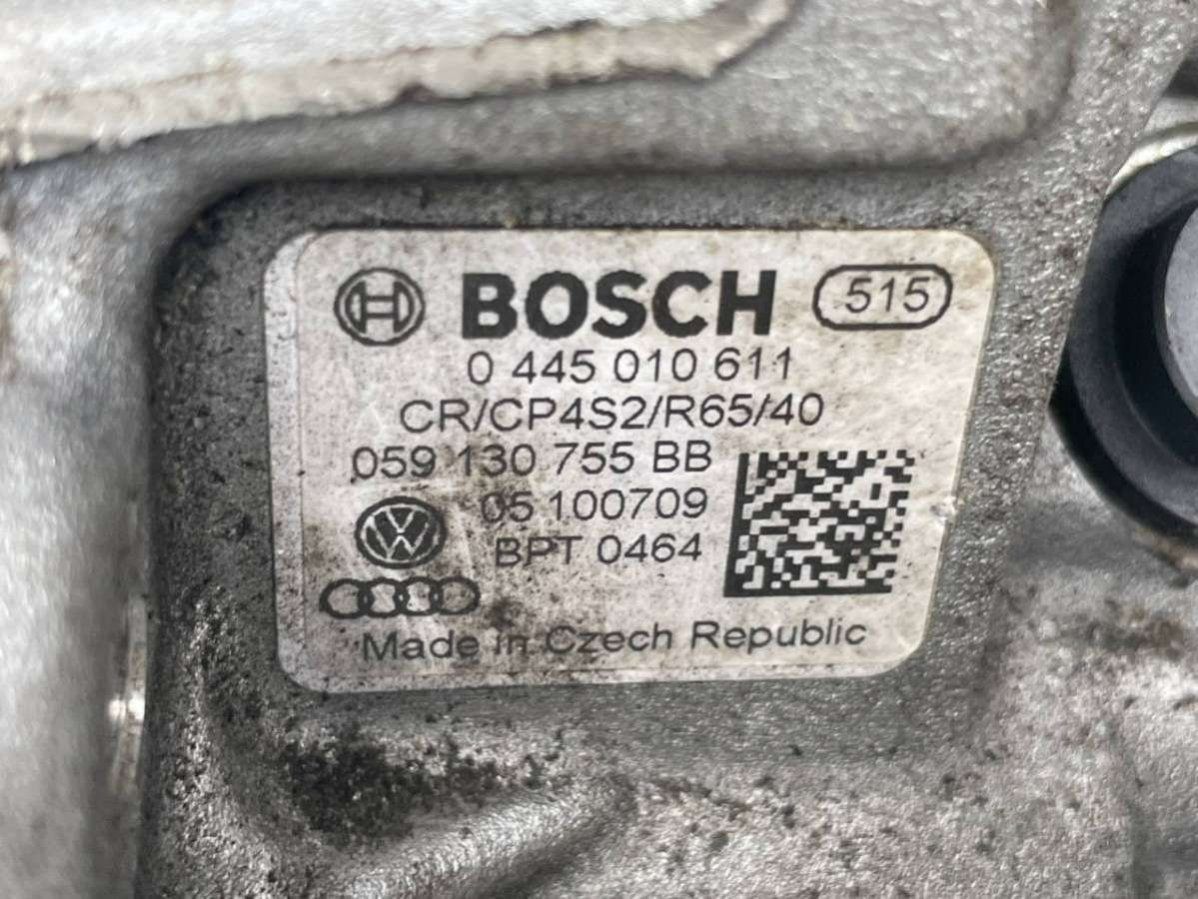 BOSCH 515
0 445 010 611
CR/CP4S2/R65/40
059 130 755 BB
05 100709
BPT 0464
Made in Czech Republic